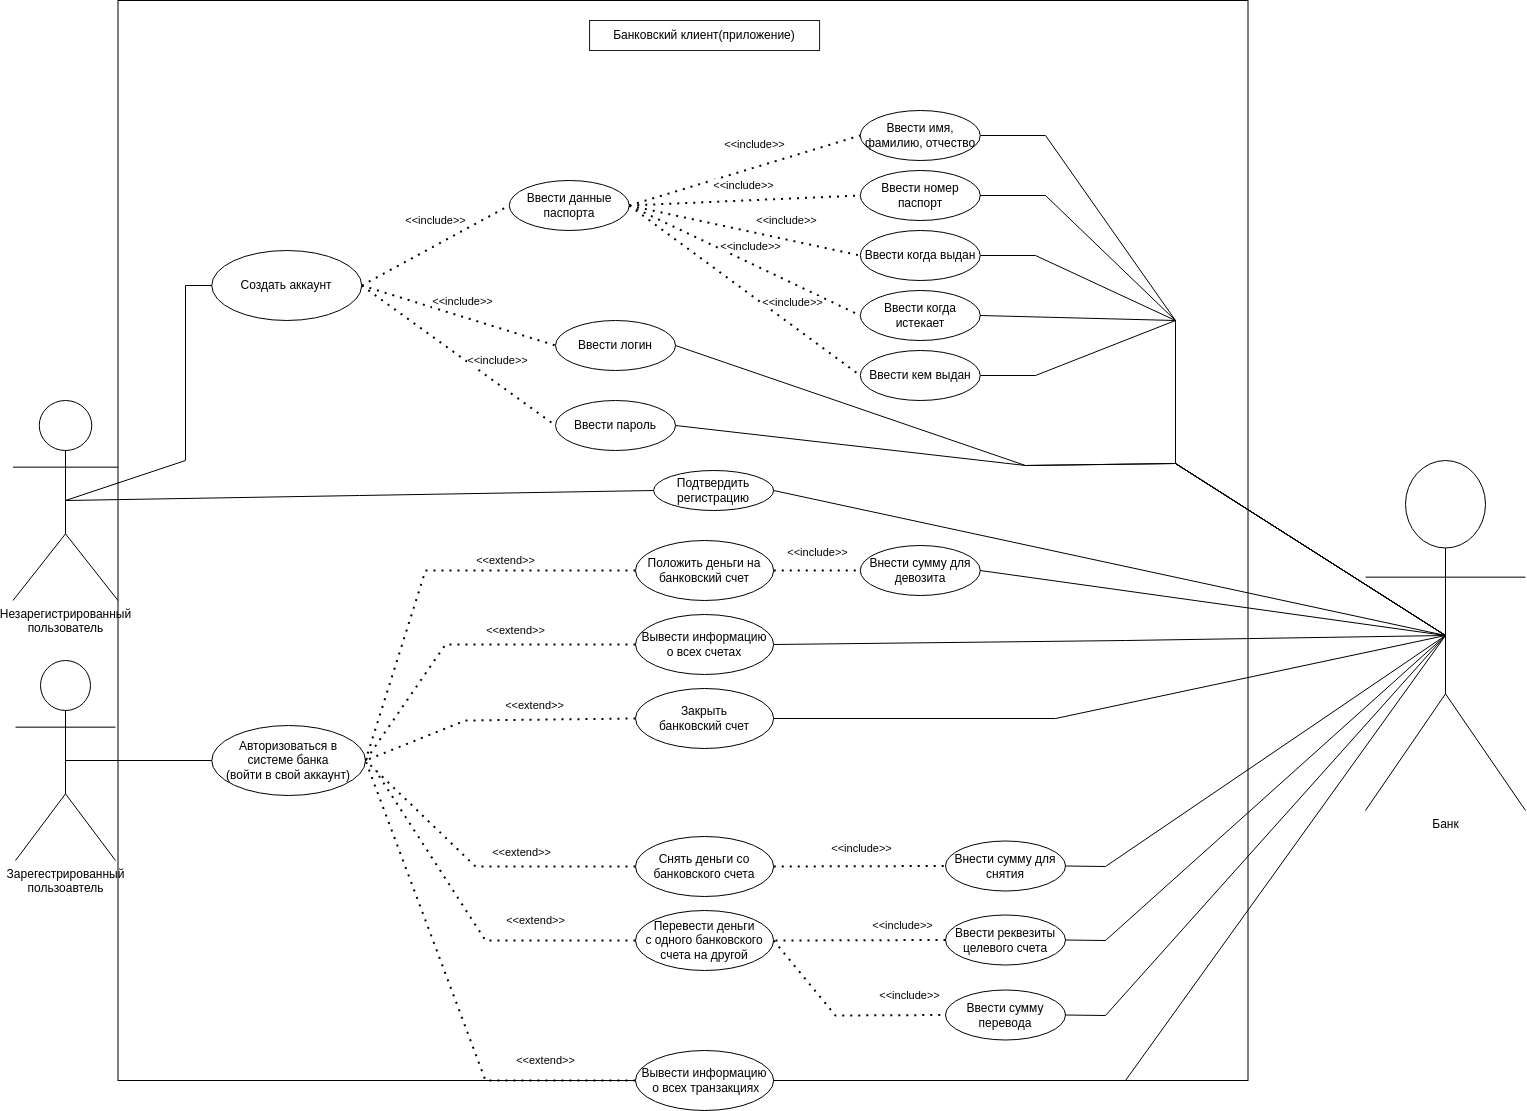 Банковский клиент(приложение)
Ввести имя,
фамилию, отчество
<<include>>
Ввести номер
паспорт
<<include>>
Ввести данные
паспорта
<<include>>
<<include>>
Ввести когда выдан
<<include>>
Создать аккаунт
<<include>>
Ввести когда
истекает
<<include>>
<<include>>
Ввести логин
<<include>>
Ввести кем выдан
Ввести пароль
Подтвердить
регистрацию
<<extend>>
Положить деньги на
банковский счет
<<include>>
Внести сумму для
девозита
Незарегистрированный
пользователь
<<extend>>
Вывести информацию
о всех счетах
<<extend>>
Закрыть
банковский счет
Авторизоваться в
системе банка
(войти в свой аккаунт)
Банк
Зарегестрированный
пользоавтель
<<extend>>
Снять деньги со
банковского счета
<<include>>
Внести сумму для
снятия
<<extend>>
Перевести деньги
с одного банковского
счета на другой
<<include>>
Ввести реквезиты
целевого счета
<<include>>
Ввести сумму
перевода
<<extend>>
Вывести информацию
о всех транзакциях